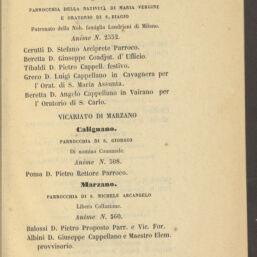 PARROCCHIA DELLA NATIVITÀ DI MARIA VERGINE
E ORATORIO DI S. BIAGIO
Patronato della Nob. famiglia Londriani di Milano.
Anime N. 2552.
Cerutti D. Stefano Arciprete Parroco.
Beretta D. Giuseppe Coadjut. d' Ufficio.
Tibaldi D. Pietro Cappell. festivo.
Greco D. Luigi Cappellano in Cavagnera per
l' Orat. di S. Maria Assunta.
Beretta D. Angelo Cappellano in Vairano per
l' Oratorio di S. Carlo.
VICARIATO DI MARZANO
Calignano.
PARROCCHIA DI S. GIORGIO
Di nomina Comunale.
Anime N. 508.
Poma D. Pietro Rettore Parroco.
Marzano.
PARROCCHIA DI S. MICHELE ARCANGELO
Libera Collazione.
Anime N. 560.
Balossi D. Pietro Proposto Parr. e Vic. For.
Albini D. Giuseppe Cappellano e Maestro Elem.
provvisorio.